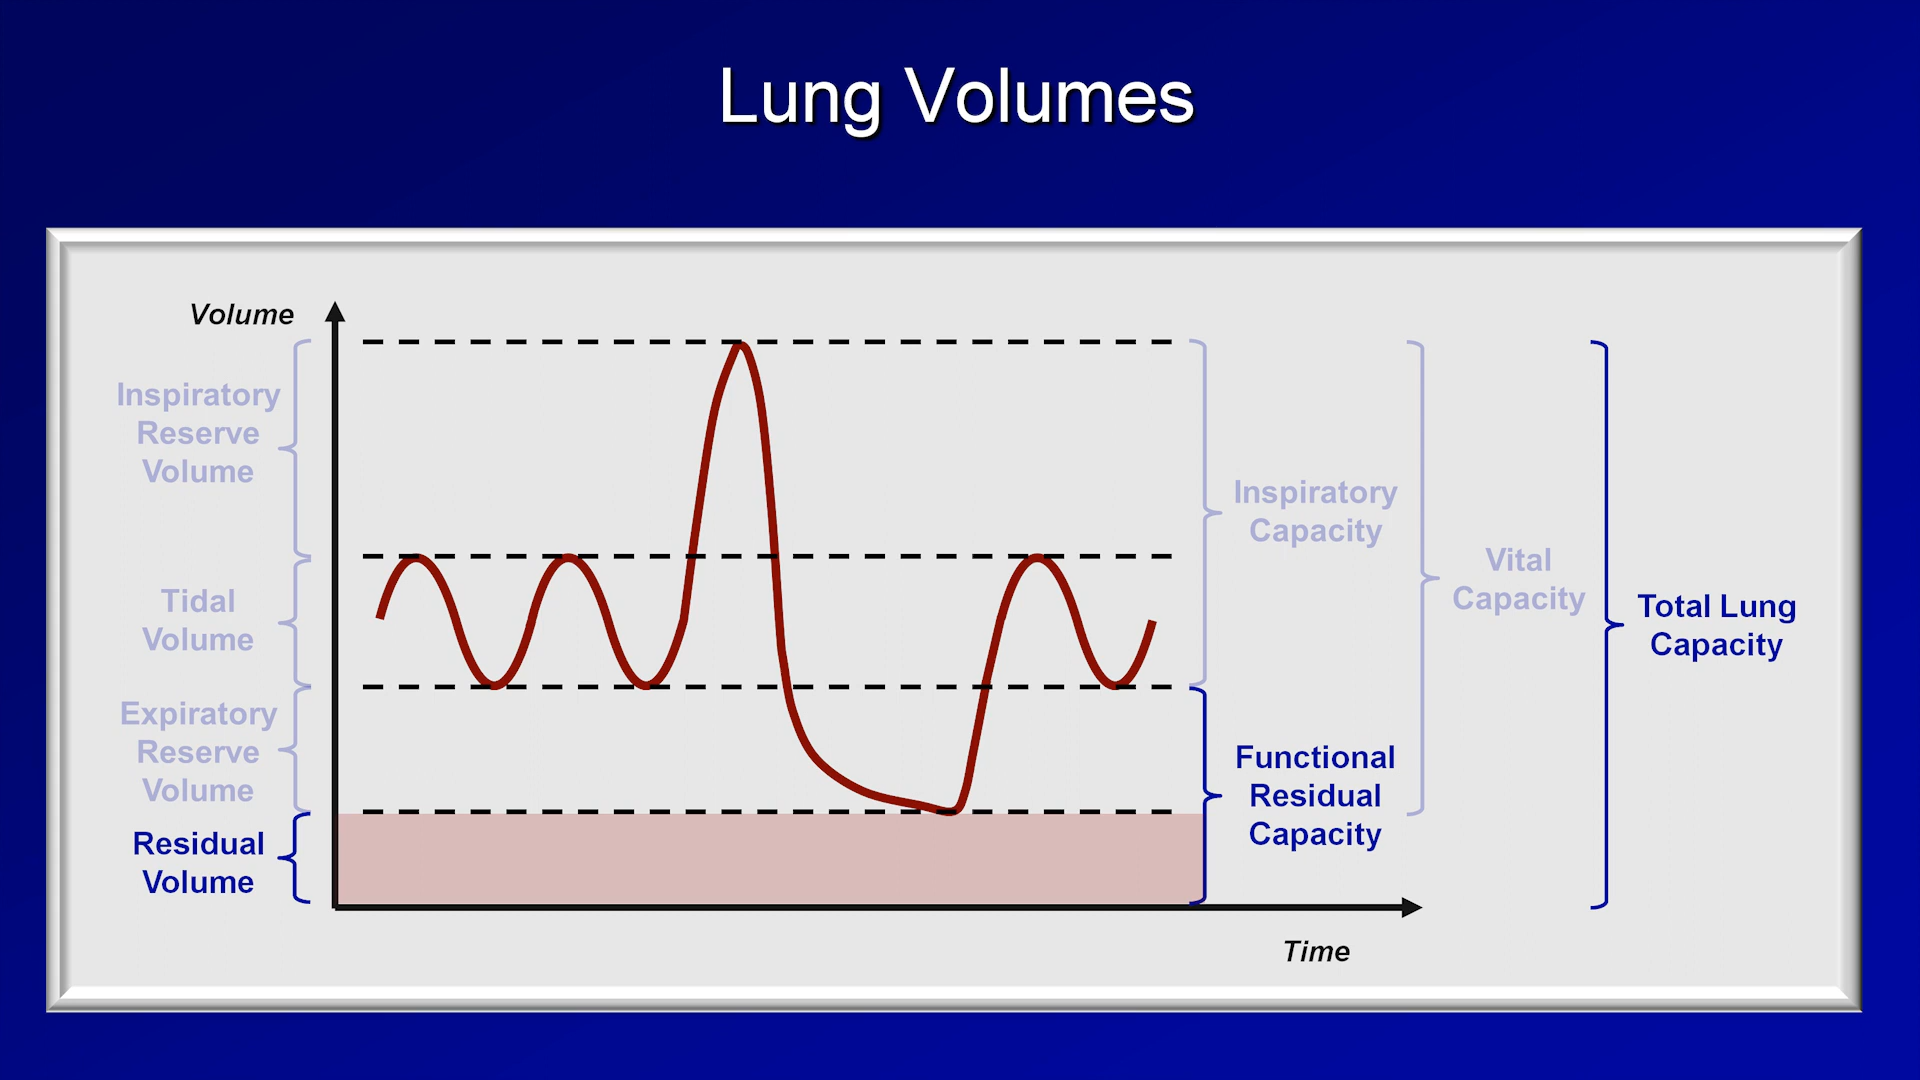 Lung Volumes
Volume
Inspiratory
Reserve
Volume
Tidal
Volume
Expiratory
Reserve
Volume
Residual
Volume
Inspiratory
Capacity
Functional
Residual
Capacity
Vital
Capacity
Total Lung
Capacity
Time